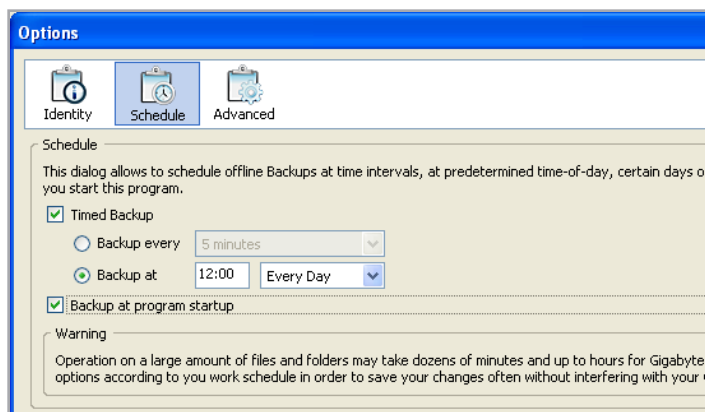 Options
Identity Schedule Advanced
Schedule
This dialog allows to schedule offline Backups at time intervals, at predetermined time-of-day, certain days o
you start this program.
Timed Backup
Backup every 5 minutes
Backup at 12:00 Every Day
Backup at program startup
Warning
Operation on a large amount of files and folders may take dozens of minutes and up to hours for Gigabyte
options according to you work schedule in order to save your changes often without interfering with your